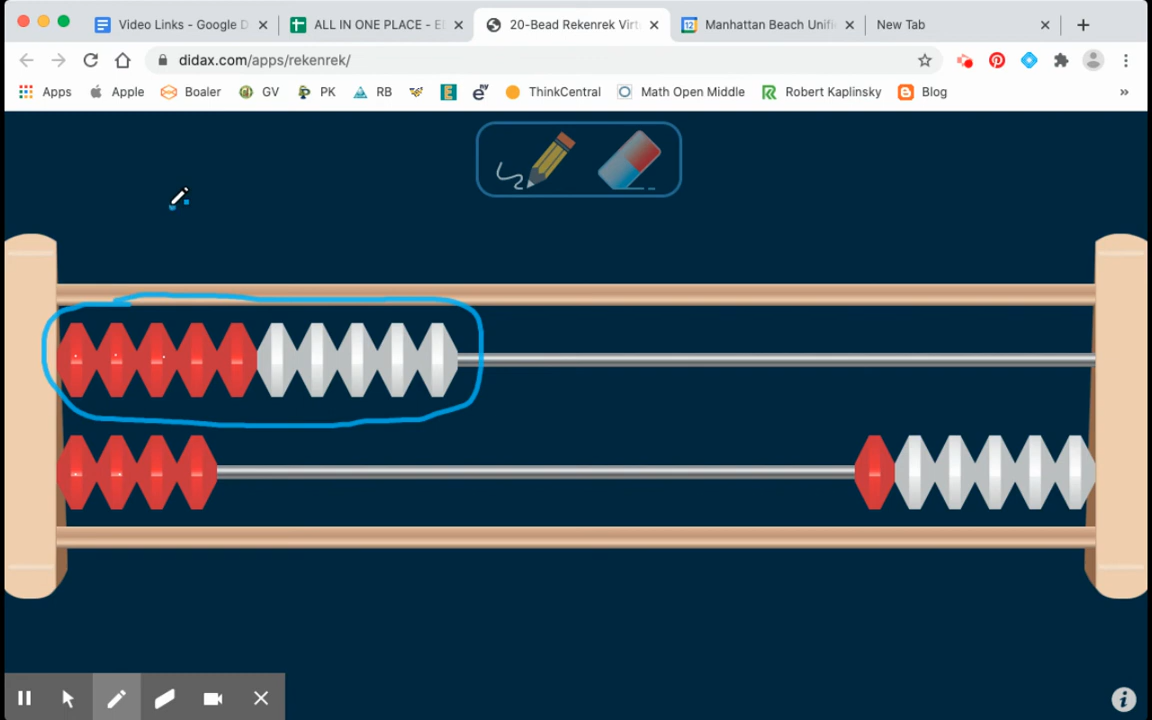 Video Links - Google D ALL IN ONE PLACE - EL 20-Bead Rekenrek Virt Manhattan Beach Unifi New Tab
didax.com/apps/rekenrek/
Apps Apple Boaler GV PK RB ThinkCentral Math Open Middle Robert Kaplinsky Blog »